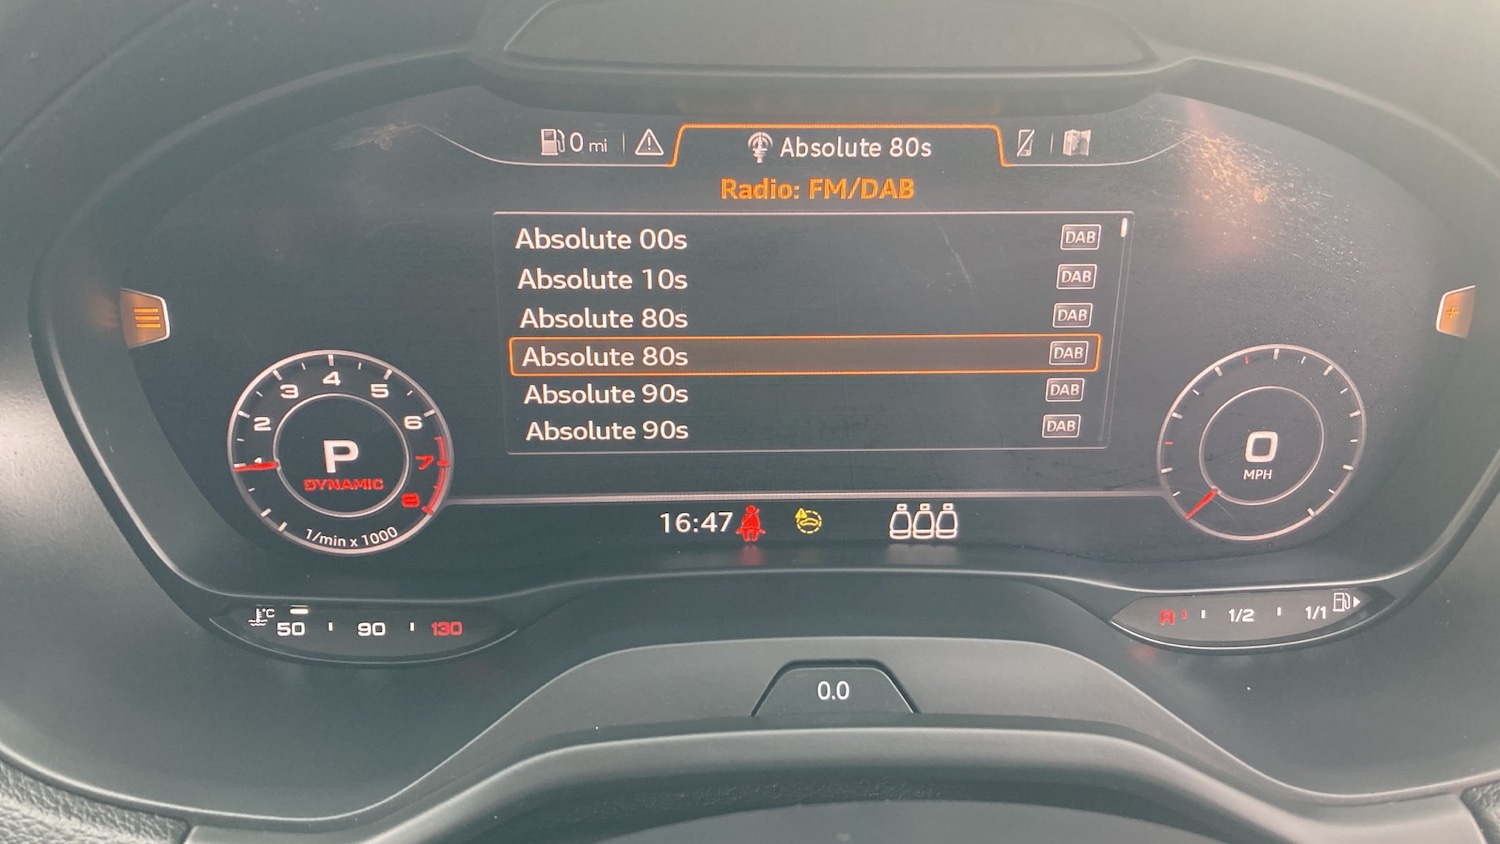 0 mi
Absolute 80s
Radio: FM/DAB
Absolute 00s DAB
Absolute 10s DAB
Absolute 80s DAB
Absolute 80s DAB
Absolute 90s DAB
Absolute 90s DAB
1 2 3 4 5 6 7 8
P
DYNAMIC
1/min x 1000
0
MPH
16:47
°C
50 90 130
R 1/2 1/1
0.0